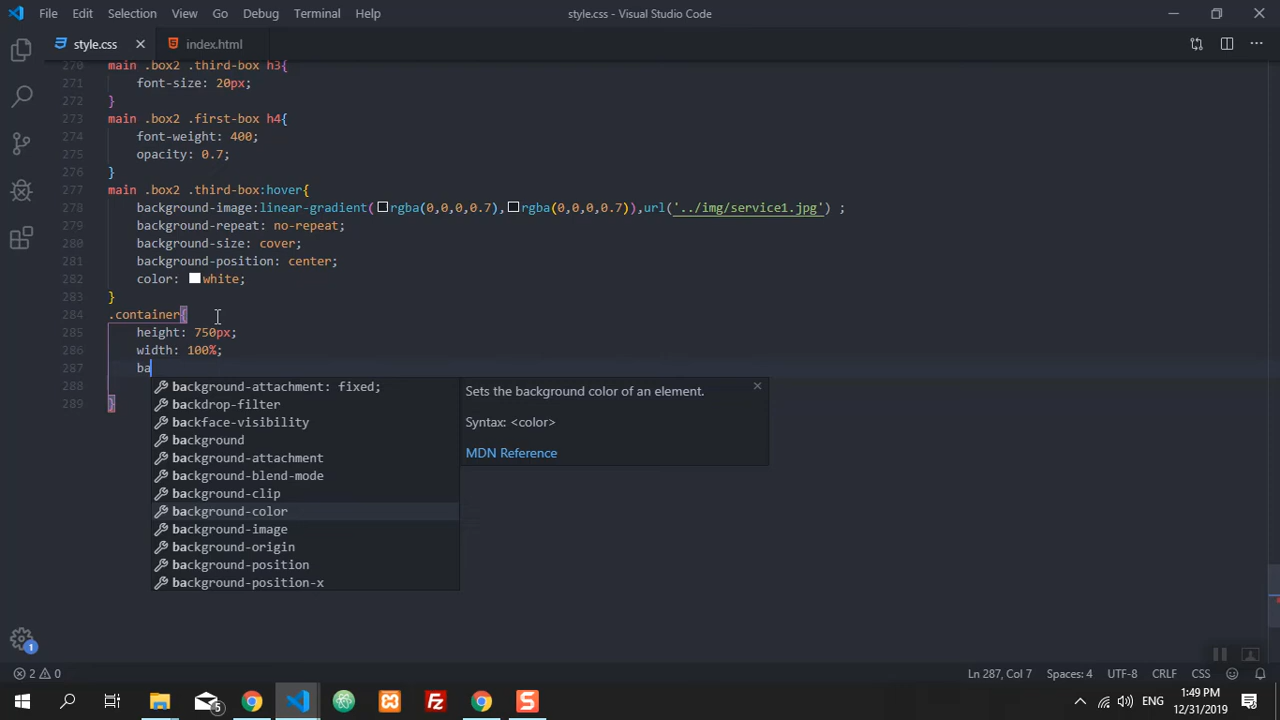 File Edit Selection View Go Debug Terminal Help
style.css - Visual Studio Code
style.css
index.html
270 main .box2 .third-box h3{
271 font-size: 20px;
272 }
273 main .box2 .first-box h4{
274 font-weight: 400;
275 opacity: 0.7;
276 }
277 main .box2 .third-box:hover{
278 background-image:linear-gradient(rgba(0,0,0,0.7),rgba(0,0,0,0.7)),url('../img/service1.jpg') ;
279 background-repeat: no-repeat;
280 background-size: cover;
281 background-position: center;
282 color: white;
283 }
284 .container{
285 height: 750px;
286 width: 100%;
287 ba
288
289 }
background-attachment: fixed;
backdrop-filter
backface-visibility
background
background-attachment
background-blend-mode
background-clip
background-color
background-image
background-origin
background-position
background-position-x
Sets the background color of an element.
Syntax: <color>
MDN Reference
1
2 0
Ln 287, Col 7 Spaces: 4 UTF-8 CRLF CSS
5
ENG
1:49 PM
12/31/2019